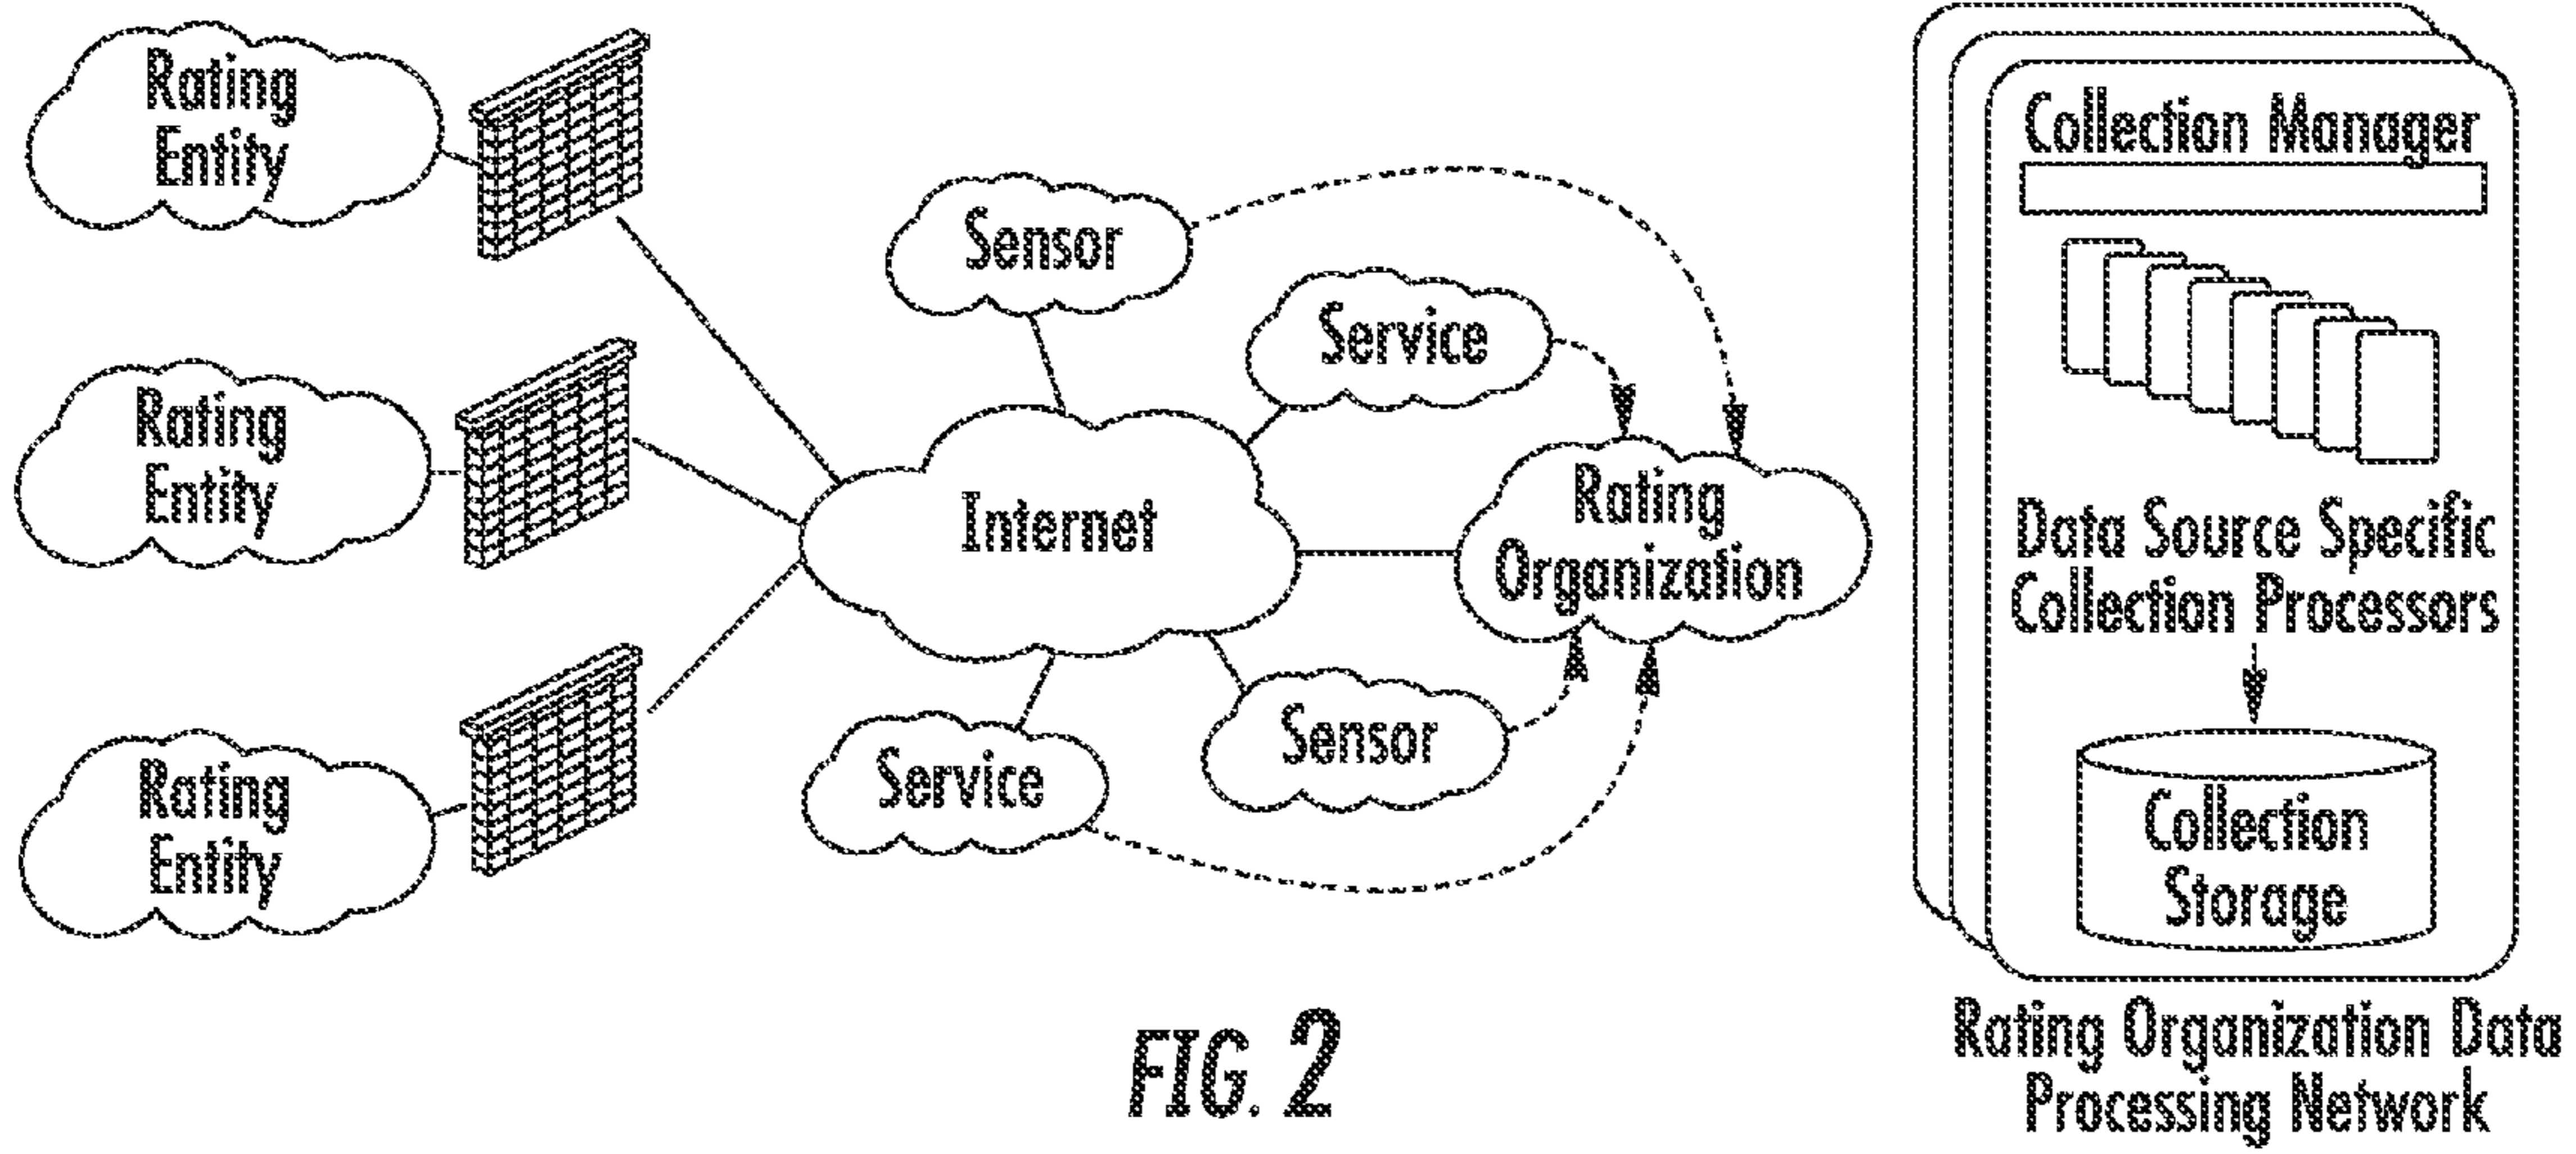 Rating
Entity
Rating
Entity
Rating
Entity
Sensor
Service
Internet
Rating
Organization
Sensor
Service
Collection Manager
Data Source Specific
Collection Processors
Collection
Storage
Rating Organization Data
Processing Network
FIG. 2